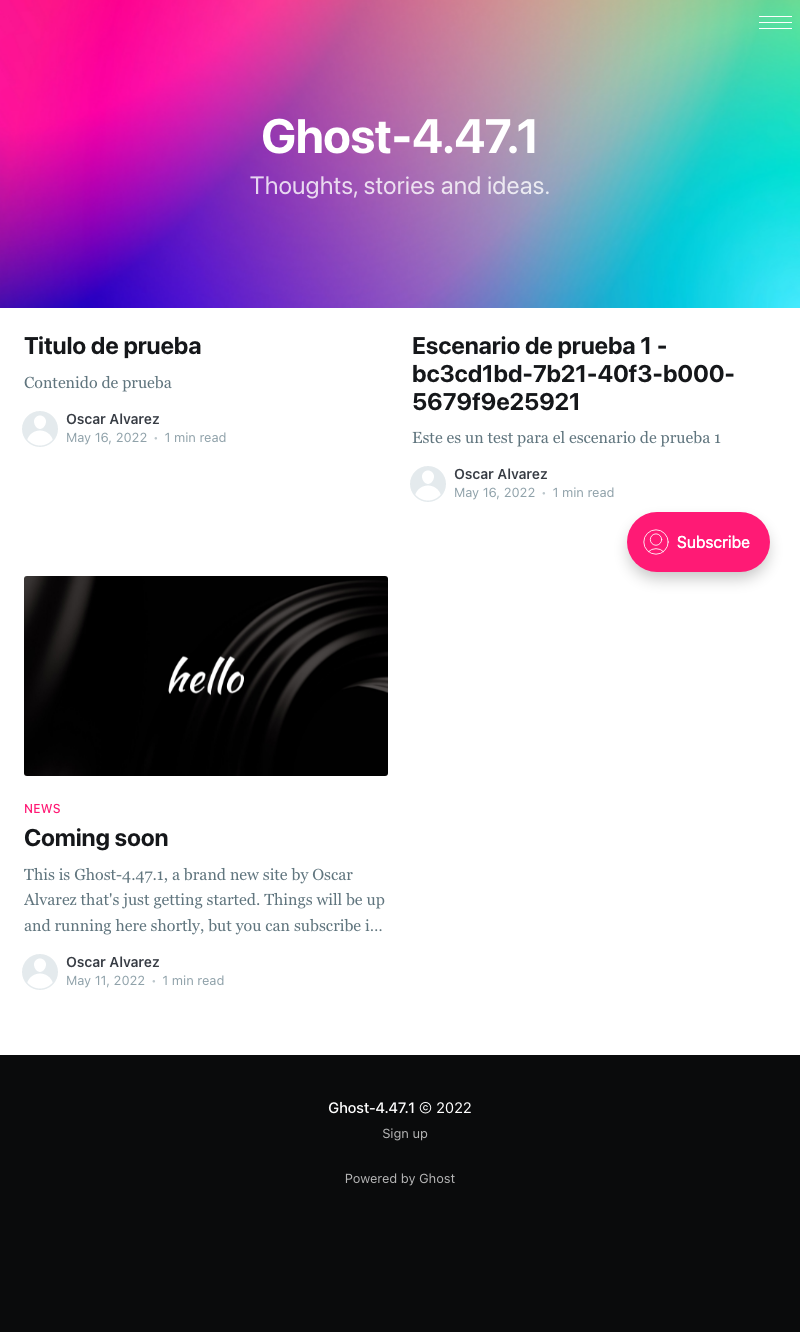 Ghost-4.47.1
Thoughts, stories and ideas.
Titulo de prueba
Contenido de prueba
Oscar Alvarez
May 16, 2022 • 1 min read
Escenario de prueba 1 -
bc3cd1bd-7b21-40f3-b000-
5679f9e25921
Este es un test para el escenario de prueba 1
Oscar Alvarez
May 16, 2022 • 1 min read
Subscribe
hello
NEWS
Coming soon
This is Ghost-4.47.1, a brand new site by Oscar
Alvarez that's just getting started. Things will be up
and running here shortly, but you can subscribe i...
Oscar Alvarez
May 11, 2022 • 1 min read
Ghost-4.47.1 © 2022
Sign up
Powered by Ghost